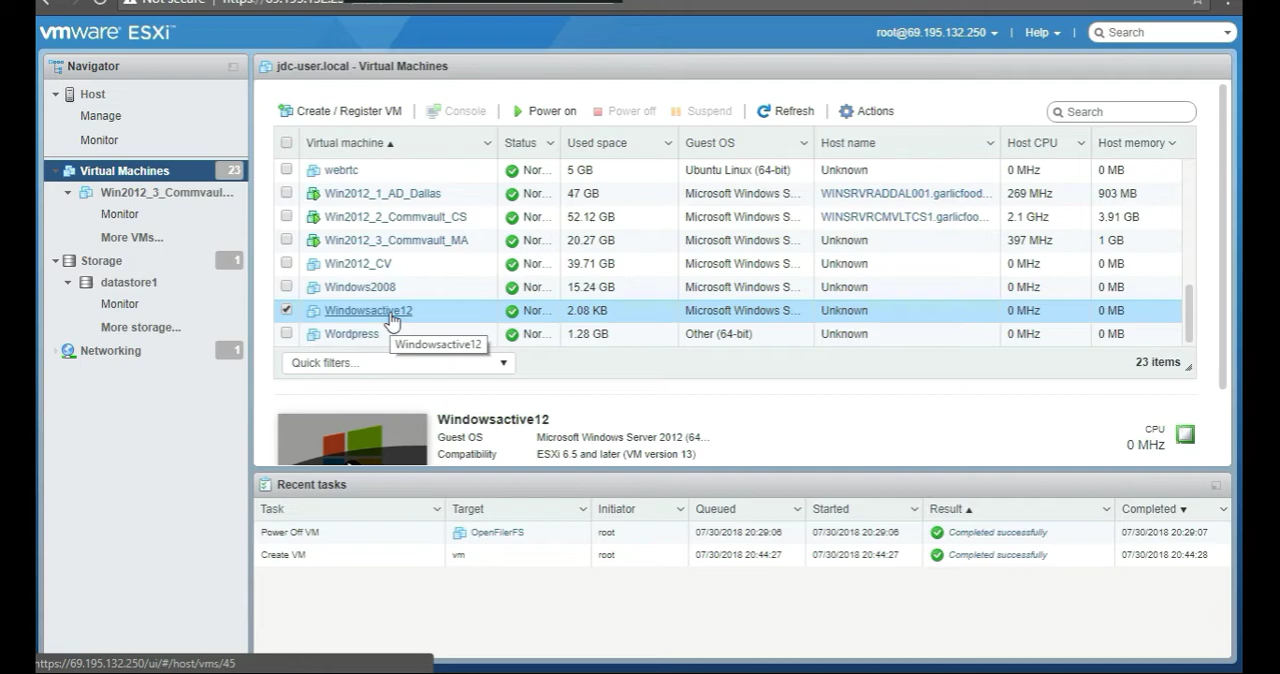 Not secure https://69.195.132.2
vmware ESXi™
root@69.195.132.250 | Help | Search
Navigator
Host
Manage
Monitor
Virtual Machines 23
Win2012_3_Commvaul...
Monitor
More VMs...
Storage 1
datastore1
Monitor
More storage...
Networking 1
jdc-user.local - Virtual Machines
Create / Register VM | Console | Power on Power off Suspend | Refresh | Actions Search
Virtual machine ▲ Status Used space Guest OS Host name Host CPU Host memory
webrtc Nor... 5 GB Ubuntu Linux (64-bit) Unknown 0 MHz 0 MB
Win2012_1_AD_Dallas Nor... 47 GB Microsoft Windows S... WINSRVRADDAL001.garlicfood... 269 MHz 903 MB
Win2012_2_Commvault_CS Nor... 52.12 GB Microsoft Windows S... WINSRVRCMVLTCS1.garlicfoo... 2.1 GHz 3.91 GB
Win2012_3_Commvault_MA Nor... 20.27 GB Microsoft Windows S... Unknown 397 MHz 1 GB
Win2012_CV Nor... 39.71 GB Microsoft Windows S... Unknown 0 MHz 0 MB
Windows2008 Nor... 15.24 GB Microsoft Windows S... Unknown 0 MHz 0 MB
Windowsactive12 Nor... 2.08 KB Microsoft Windows S... Unknown 0 MHz 0 MB
Wordpress Nor... 1.28 GB Other (64-bit) Unknown 0 MHz 0 MB
Windowsactive12
Quick filters... 23 items
Windowsactive12
Guest OS Microsoft Windows Server 2012 (64...
Compatibility ESXi 6.5 and later (VM version 13)
CPU
0 MHz
Recent tasks
Task Target Initiator Queued Started Result ▲ Completed ▼
Power Off VM OpenFilerFS root 07/30/2018 20:29:06 07/30/2018 20:29:06 Completed successfully 07/30/2018 20:29:07
Create VM vm root 07/30/2018 20:44:27 07/30/2018 20:44:27 Completed successfully 07/30/2018 20:44:28
https://69.195.132.250/ui/#/host/vms/45